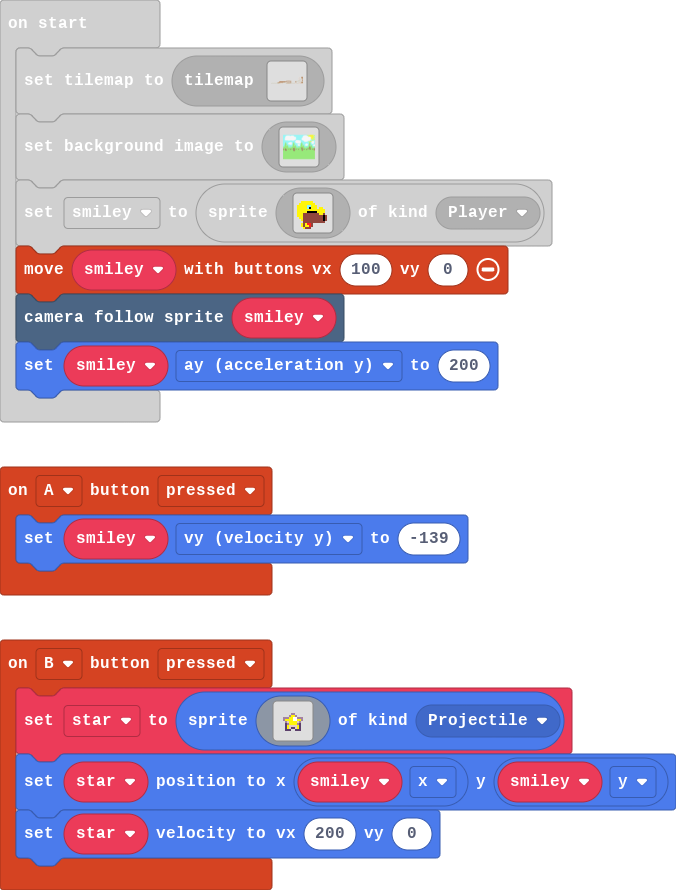 on start
set tilemap to tilemap
set background image to
set smiley to sprite of kind Player
move smiley with buttons vx 100 vy 0
camera follow sprite smiley
set smiley ay (acceleration y) to 200
on A button pressed
set smiley vy (velocity y) to -139
on B button pressed
set star to sprite of kind Projectile
set star position to x smiley x y smiley y
set star velocity to vx 200 vy 0